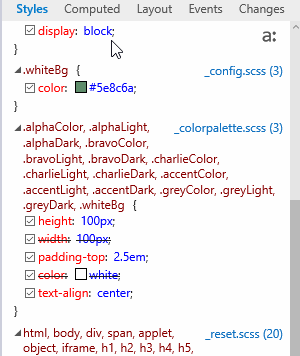 Styles Computed Layout Events Changes
display: block;
a:
}
.whiteBg { _config.scss (3)
color: #5e8c6a;
}
.alphaColor, .alphaLight, _colorpalette.scss (3)
.alphaDark, .bravoColor,
.bravoLight, .bravoDark, .charlieColor,
.charlieLight, .charlieDark, .accentColor,
.accentLight, .accentDark, .greyColor, .greyLight,
.greyDark, .whiteBg {
height: 100px;
width: 100px;
padding-top: 2.5em;
color: white;
text-align: center;
}
html, body, div, span, applet, _reset.scss (20)
object, iframe, h1, h2, h3, h4, h5,